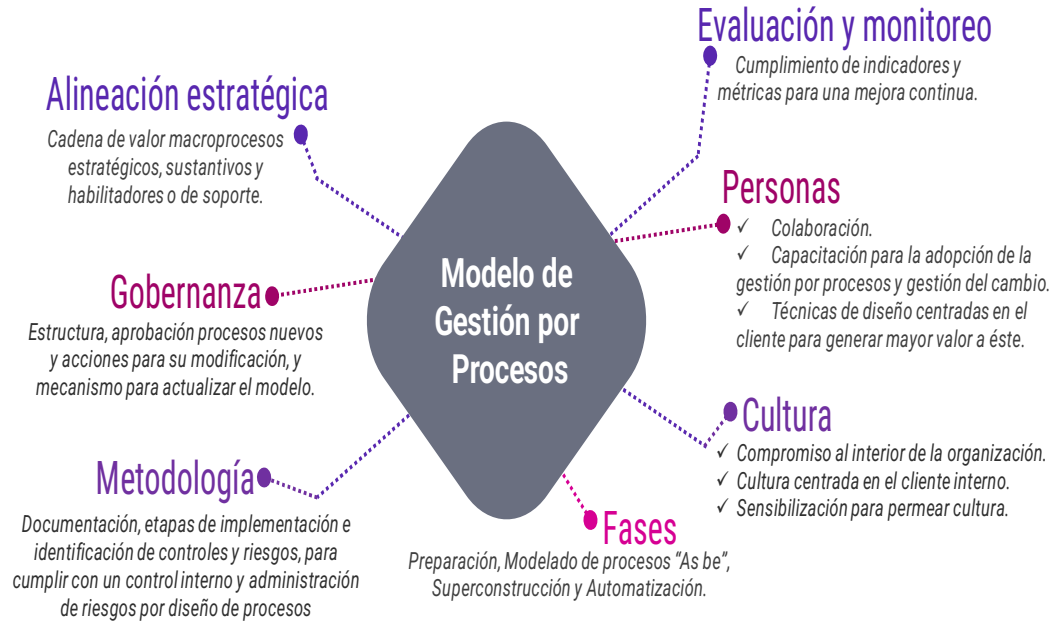 Evaluación y monitoreo
Cumplimiento de indicadores y
métricas para una mejora continua.
Alineación estratégica
Cadena de valor macroprocesos
estratégicos, sustantivos y
habilitadores o de soporte.
Personas
✓ Colaboración.
✓ Capacitación para la adopción de la
gestión por procesos y gestión del cambio.
✓ Técnicas de diseño centradas en el
cliente para generar mayor valor a éste.
Modelo de
Gestión por
Procesos
Gobernanza
Estructura, aprobación procesos nuevos
y acciones para su modificación, y
mecanismo para actualizar el modelo.
Cultura
✓ Compromiso al interior de la organización.
✓ Cultura centrada en el cliente interno.
✓ Sensibilización para permear cultura.
Metodología
Documentación, etapas de implementación e
identificación de controles y riesgos, para
cumplir con un control interno y administración
de riesgos por diseño de procesos
Fases
Preparación, Modelado de procesos “As be”,
Superconstrucción y Automatización.